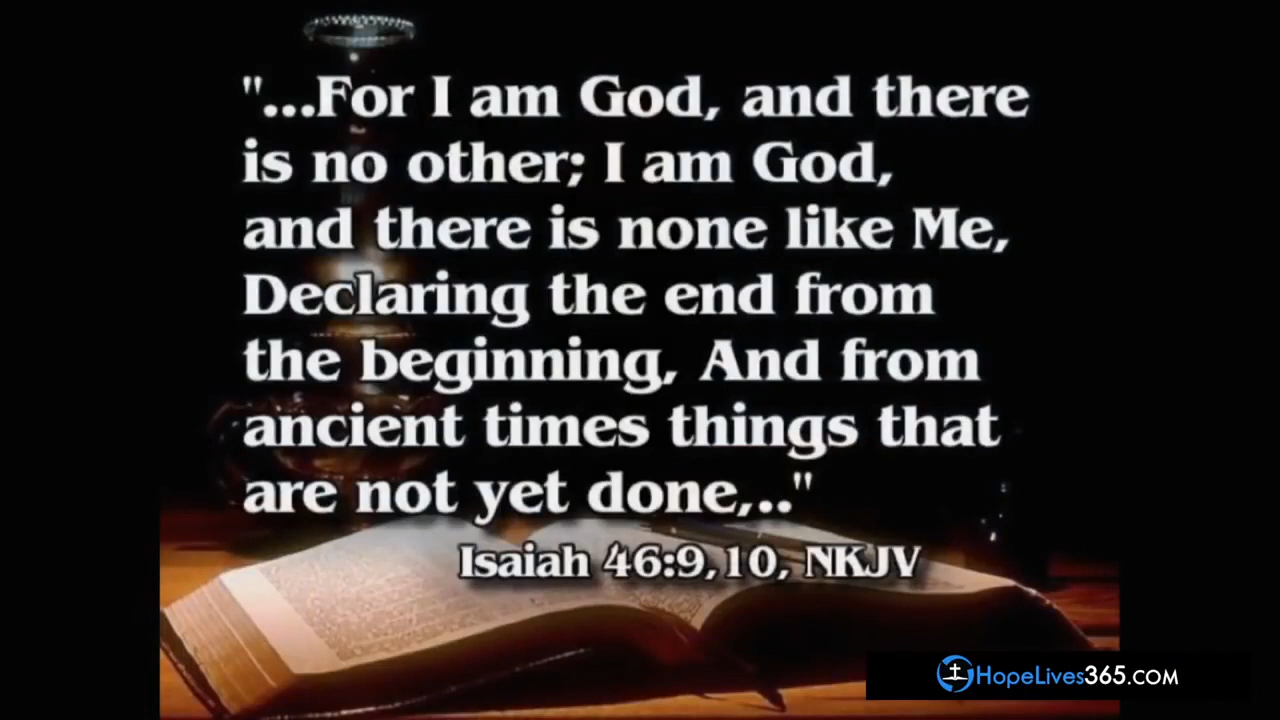 "...For I am God, and there
is no other; I am God,
and there is none like Me,
Declaring the end from
the beginning, And from
ancient times things that
are not yet done,.."
Isaiah 46:9,10, NKJV
HopeLives365.COM